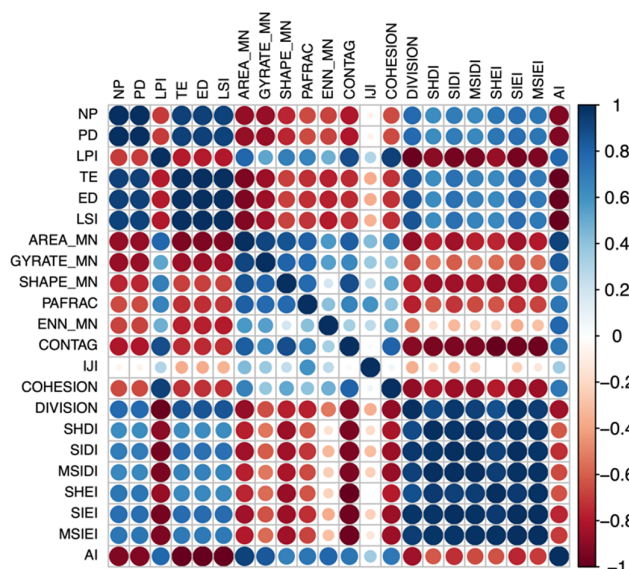 NP
PD
LPI
TE
ED
LSI
AREA_MN
GYRATE_MN
SHAPE_MN
PAFRAC
ENN_MN
CONTAG
IJI
COHESION
DIVISION
SHDI
SIDI
MSIDI
SHEI
SIEI
MSIEI
AI
NP
PD
LPI
TE
ED
LSI
AREA_MN
GYRATE_MN
SHAPE_MN
PAFRAC
ENN_MN
CONTAG
IJI
COHESION
DIVISION
SHDI
SIDI
MSIDI
SHEI
SIEI
MSIEI
AI
1
0.8
0.6
0.4
0.2
0
−0.2
−0.4
−0.6
−0.8
−1